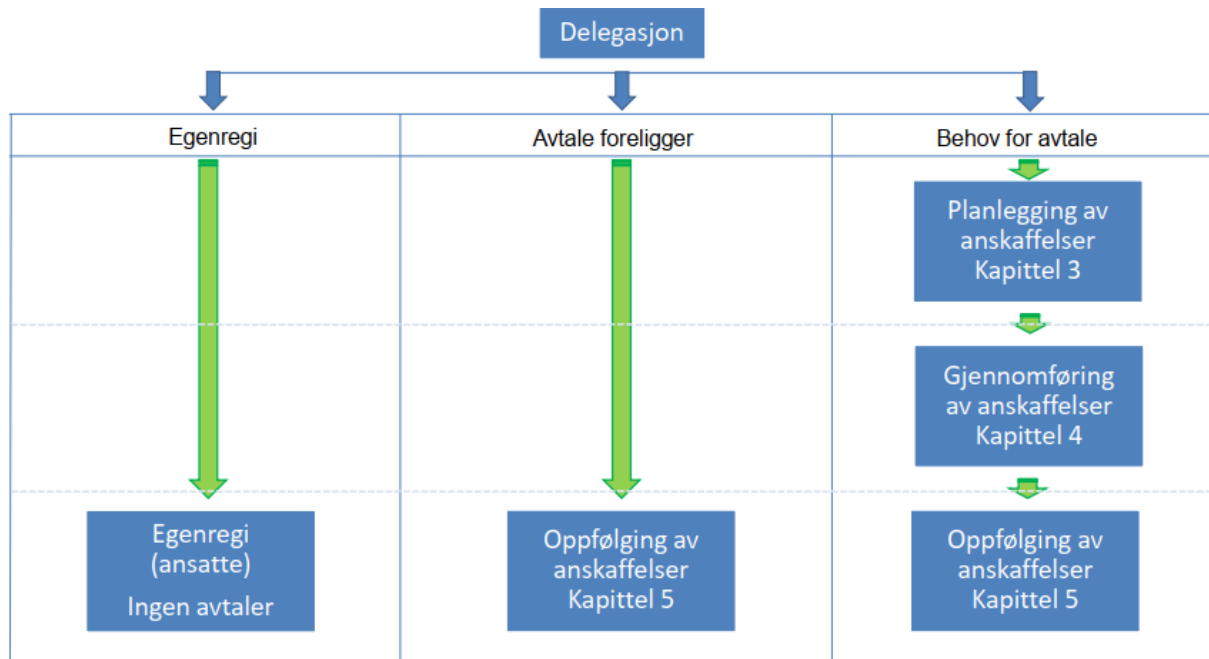 Delegasjon
Egenregi
Avtale foreligger
Behov for avtale
Planlegging av
anskaffelser
Kapittel 3
Gjennomføring
av anskaffelser
Kapittel 4
Egenregi
(ansatte)
Ingen avtaler
Oppfølging av
anskaffelser
Kapittel 5
Oppfølging av
anskaffelser
Kapittel 5